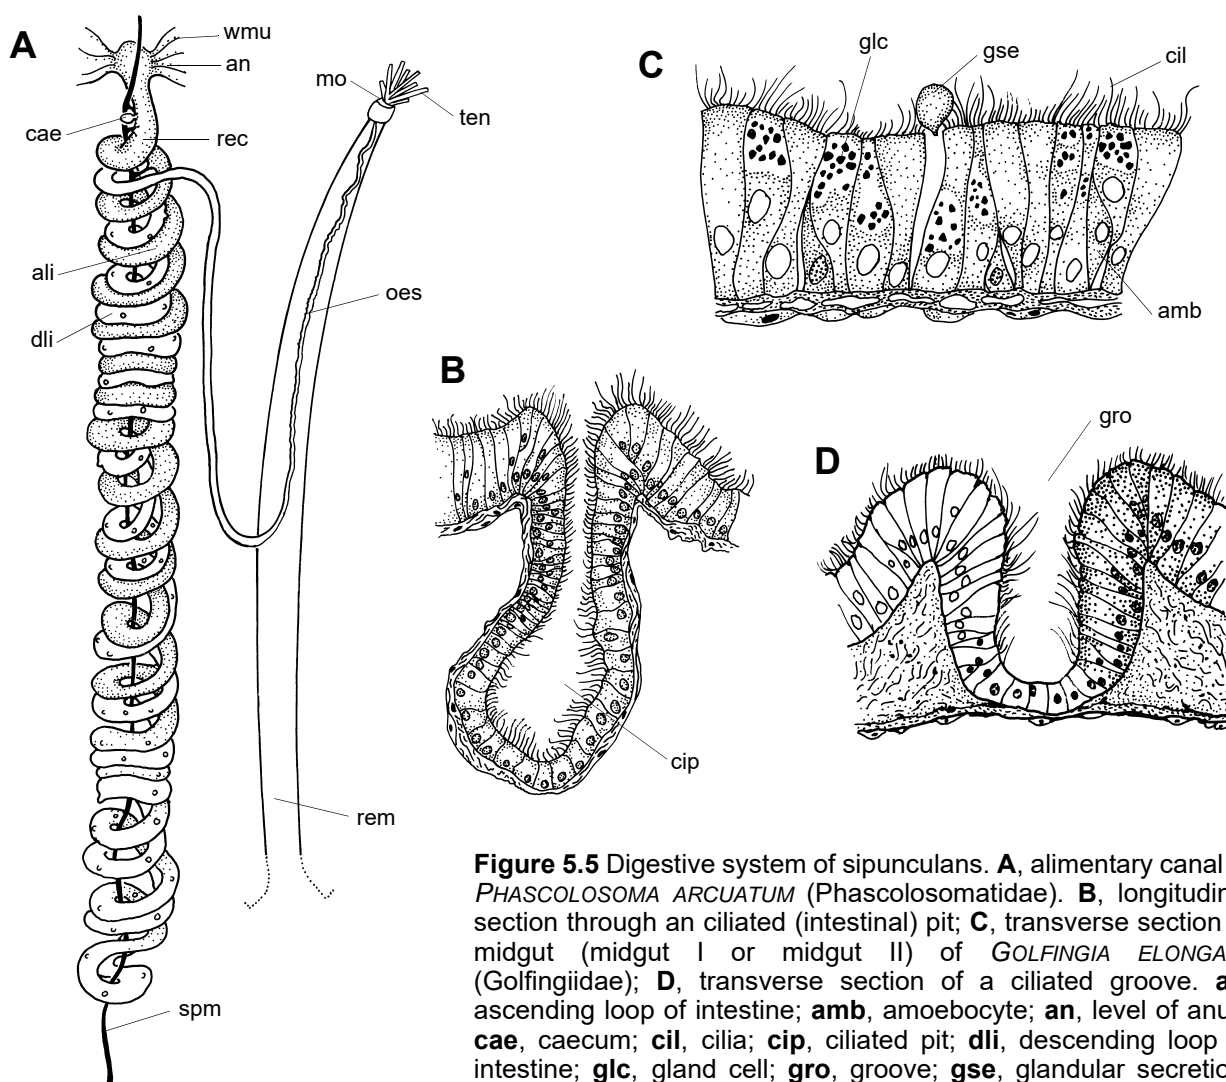 A
wmu
an
cae
rec
mo
ten
ali
dli
oes
rem
spm
C
glc
gse
cil
amb
B
cip
D
gro
Figure 5.5 Digestive system of sipunculans. A, alimentary canal
PHASCOLOSOMA ARCUATUM (Phascolosomatidae). B, longitudin
section through an ciliated (intestinal) pit; C, transverse section
midgut (midgut I or midgut II) of GOLFINGIA ELONGA
(Golfingiidae); D, transverse section of a ciliated groove. a
ascending loop of intestine; amb, amoebocyte; an, level of anu
cae, caecum; cil, cilia; cip, ciliated pit; dli, descending loop
intestine; glc, gland cell; gro, groove; gse, glandular secretio